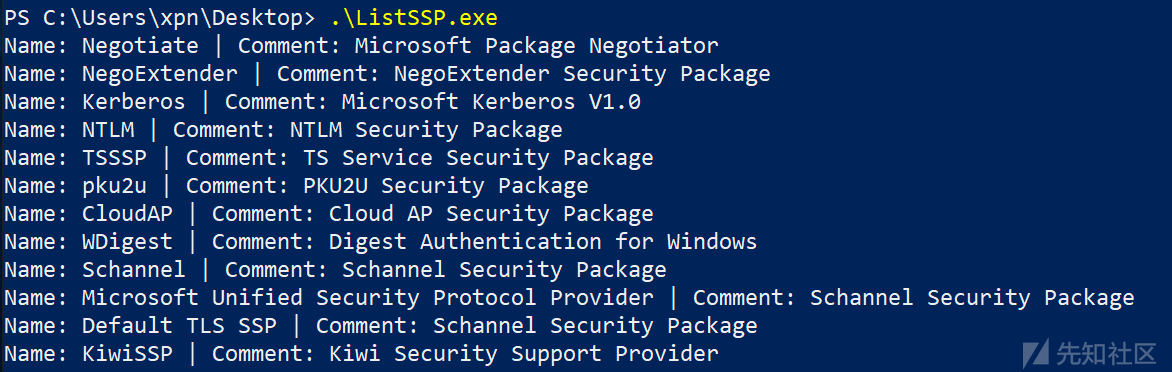 PS C:\Users\xpn\Desktop> .\ListSSP.exe
Name: Negotiate | Comment: Microsoft Package Negotiator
Name: NegoExtender | Comment: NegoExtender Security Package
Name: Kerberos | Comment: Microsoft Kerberos V1.0
Name: NTLM | Comment: NTLM Security Package
Name: TSSSP | Comment: TS Service Security Package
Name: pku2u | Comment: PKU2U Security Package
Name: CloudAP | Comment: Cloud AP Security Package
Name: WDigest | Comment: Digest Authentication for Windows
Name: Schannel | Comment: Schannel Security Package
Name: Microsoft Unified Security Protocol Provider | Comment: Schannel Security Package
Name: Default TLS SSP | Comment: Schannel Security Package
Name: KiwiSSP | Comment: Kiwi Security Support Provider
先知社区